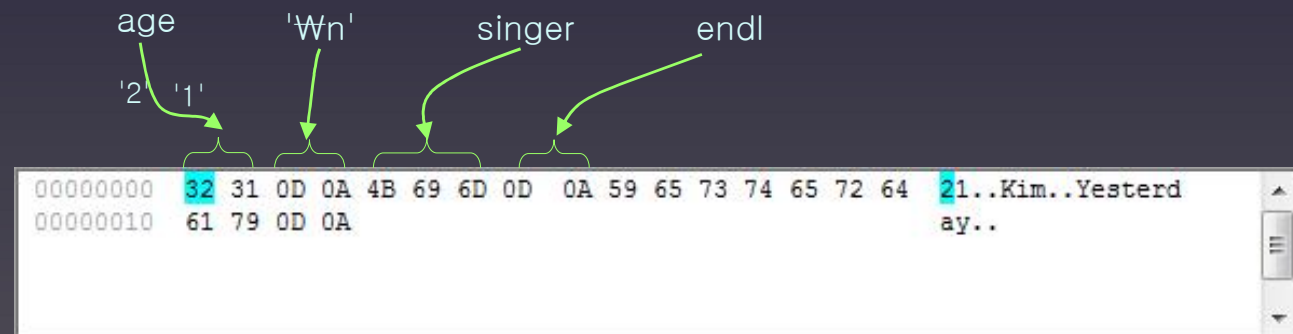 age '₩n' singer endl
'2' '1'
00000000 32 31 0D 0A 4B 69 6D 0D 0A 59 65 73 74 65 72 64 21..Kim..Yesterd
00000010 61 79 0D 0A ay..